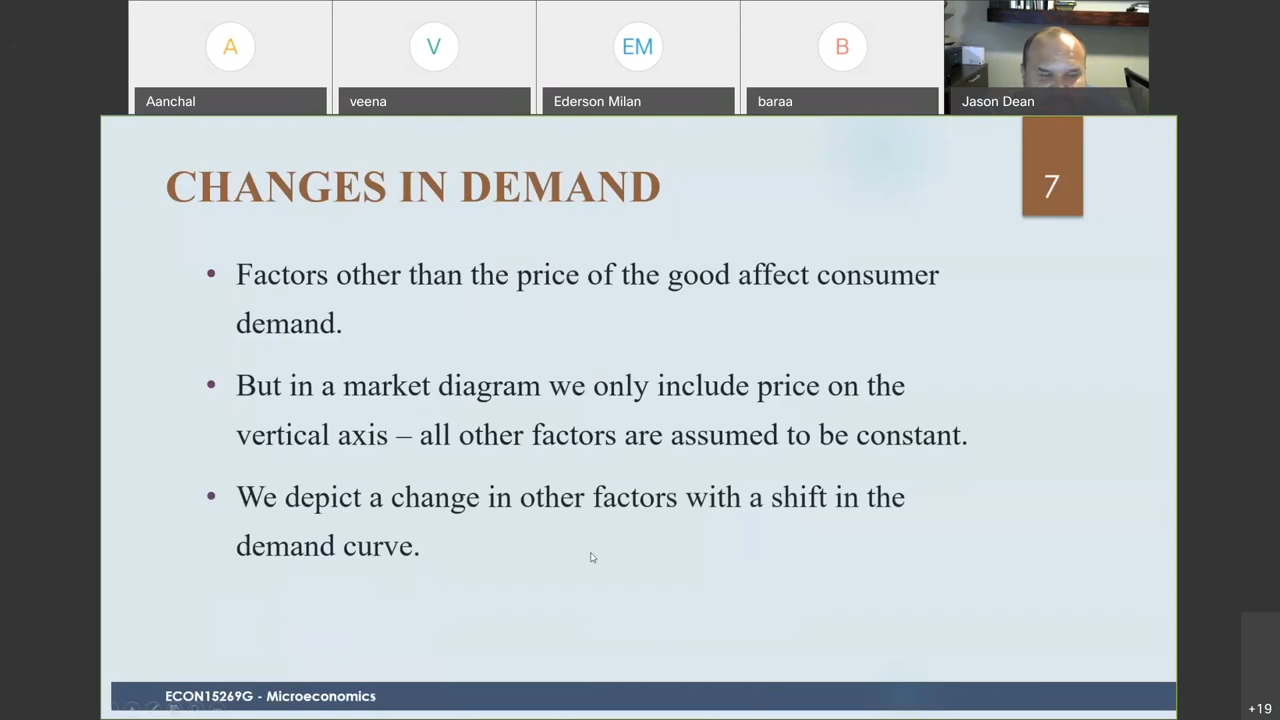 A
V
EM
B
Aanchal
veena
Ederson Milan
baraa
Jason Dean
CHANGES IN DEMAND
7
• Factors other than the price of the good affect consumer
demand.
• But in a market diagram we only include price on the
vertical axis – all other factors are assumed to be constant.
• We depict a change in other factors with a shift in the
demand curve.
ECON15269G - Microeconomics
+19